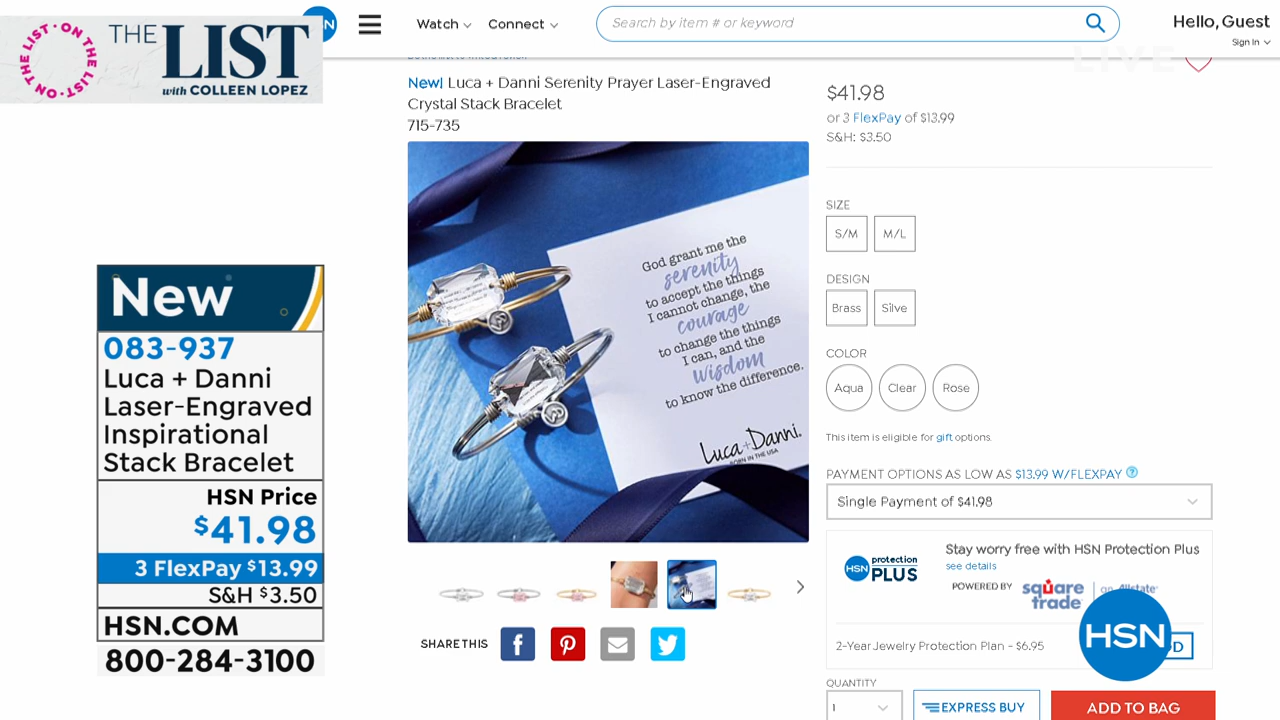 ON THE LIST · ON THE LIST ·
THE LIST
with COLLEEN LOPEZ
Watch
Connect
Search by item # or keyword
Hello, Guest
Sign In
LIVE
New! Luca + Danni Serenity Prayer Laser-Engraved
Crystal Stack Bracelet
715-735
God grant me the
serenity
to accept the things
I cannot change, the
courage
to change the things
I can, and the
wisdom
to know the difference.
Luca+Danni.
BORN IN THE USA
SHARE THIS
$41.98
or 3 FlexPay of $13.99
S&H: $3.50
SIZE
S/M
M/L
DESIGN
Brass
Silve
COLOR
Aqua
Clear
Rose
This item is eligible for gift options.
PAYMENT OPTIONS AS LOW AS $13.99 W/FLEXPAY ?
Single Payment of $41.98
HSN protection PLUS
Stay worry free with HSN Protection Plus
see details
POWERED BY square trade
2-Year Jewelry Protection Plan - $6.95
HSN
QUANTITY
1
EXPRESS BUY
ADD TO BAG
New
083-937
Luca + Danni
Laser-Engraved
Inspirational
Stack Bracelet
HSN Price
$41.98
3 FlexPay $13.99
S&H $3.50
HSN.COM
800-284-3100